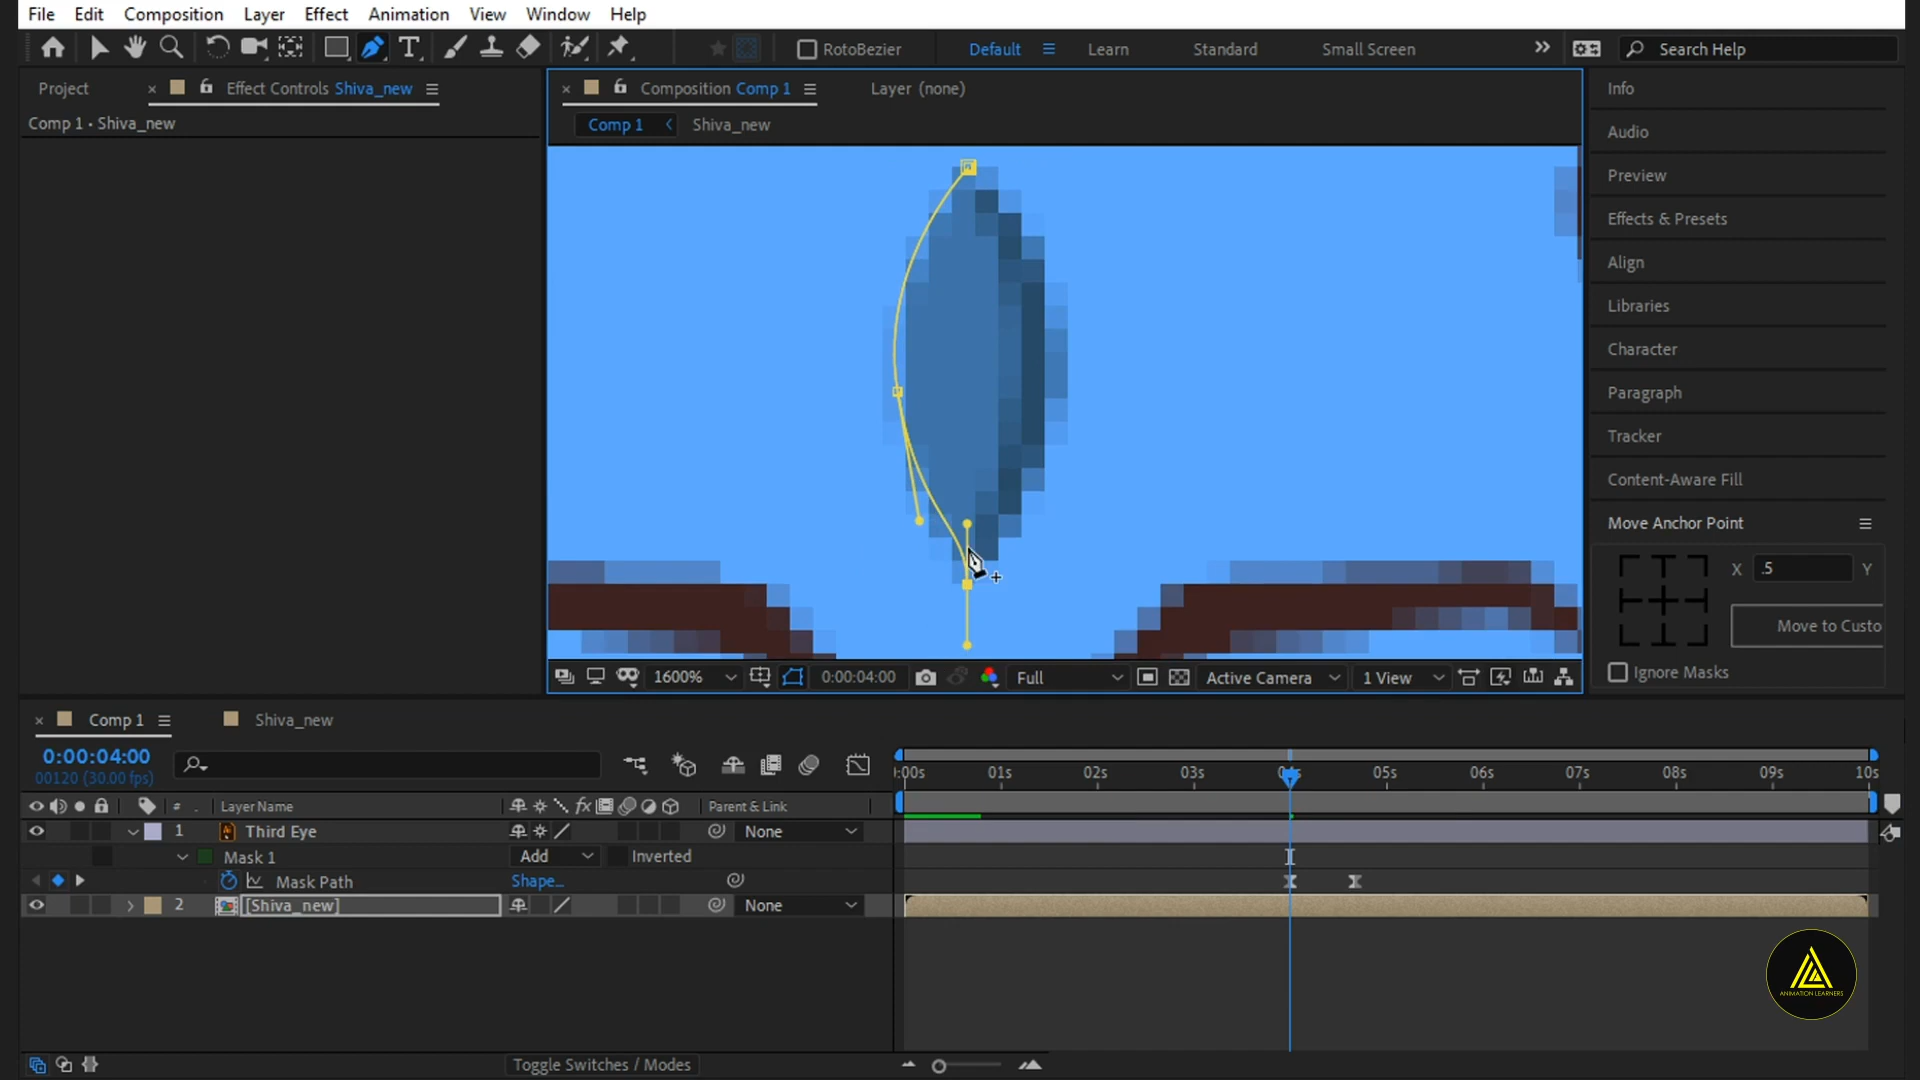 File Edit Composition Layer Effect Animation View Window Help
RotoBezier Default Learn Standard Small Screen Search Help
Project Effect Controls Shiva_new
Comp 1 • Shiva_new
Composition Comp 1 Layer (none)
Comp 1 Shiva_new
Info
Audio
Preview
Effects & Presets
Align
Libraries
Character
Paragraph
Tracker
Content-Aware Fill
Move Anchor Point
X .5 Y
Move to Custo
Ignore Masks
1600% 0:00:04:00 Full Active Camera 1 View
Comp 1 Shiva_new
0:00:04:00
00120 (30.00 fps)
:00s 01s 02s 03s 04s 05s 06s 07s 08s 09s 10s
# Layer Name fx Parent & Link
1 Third Eye None
Mask 1 Add Inverted
Mask Path Shape...
2 [Shiva_new] None
ANIMATION LEARNERS
Toggle Switches / Modes